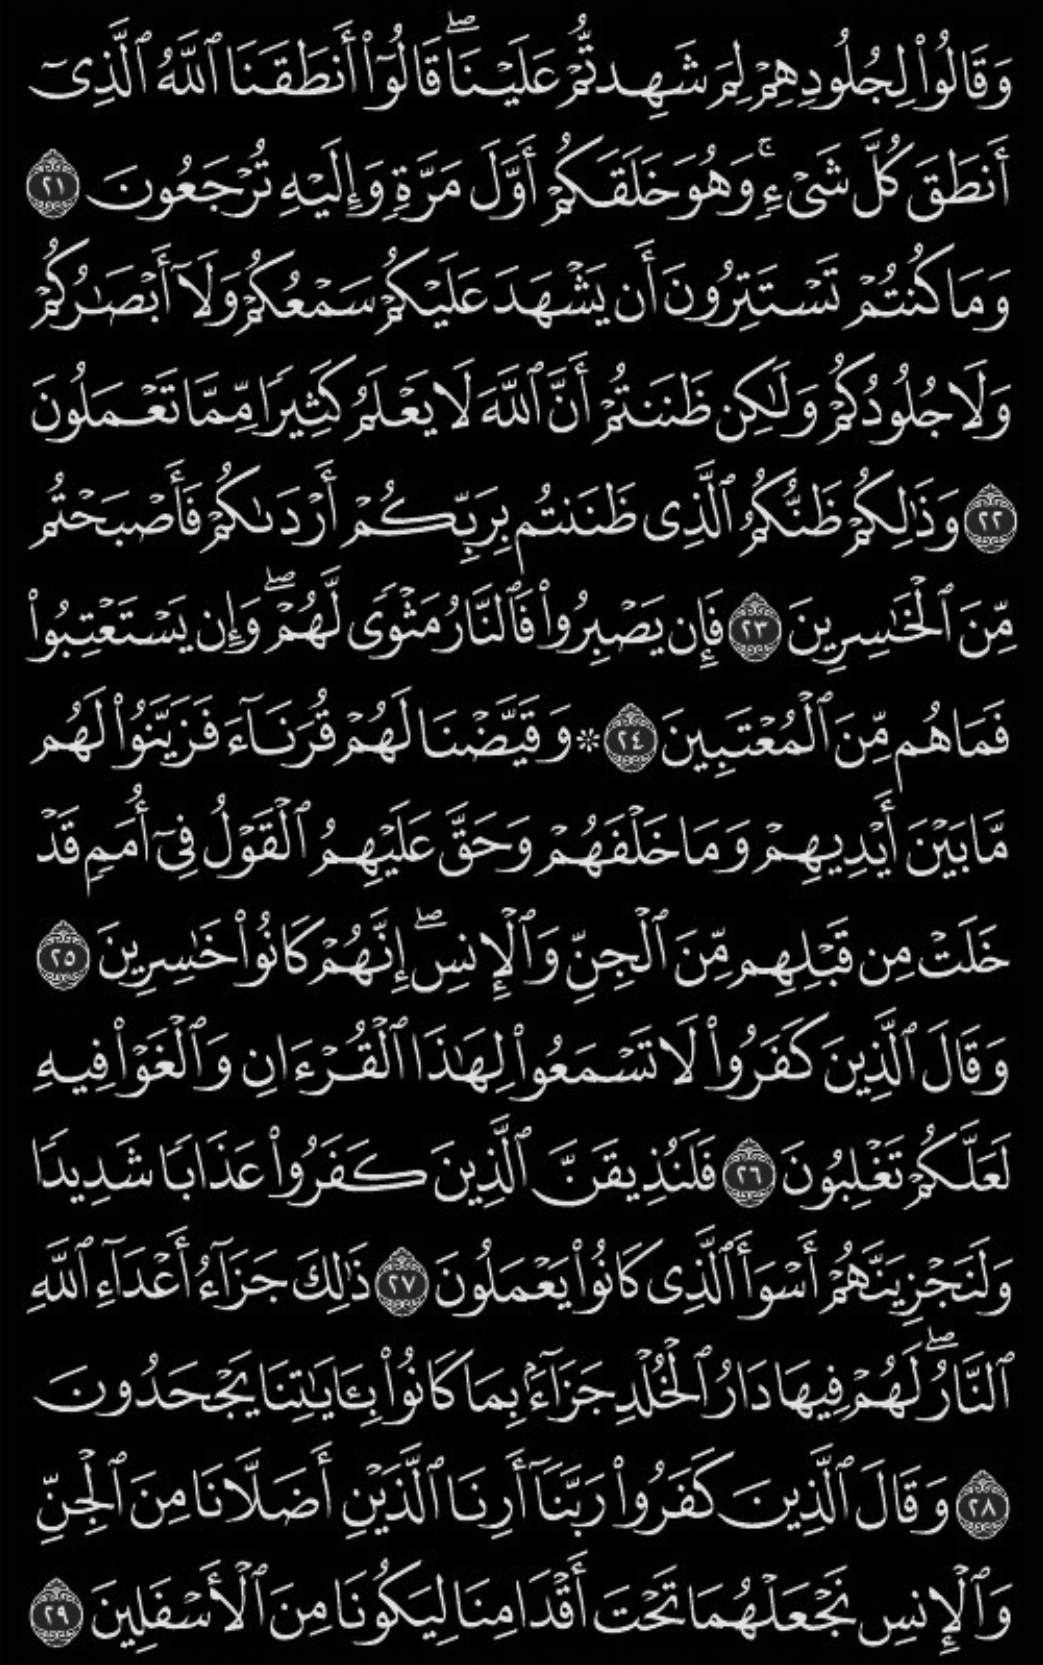 وَقَالُوا۟ لِجُلُودِهِمْ لِمَ شَهِدتُّمْ عَلَيْنَا ۖ قَالُوٓا۟ أَنطَقَنَا ٱللَّهُ ٱلَّذِىٓ
أَنطَقَ كُلَّ شَىْءٍ ۚ وَهُوَ خَلَقَكُمْ أَوَّلَ مَرَّةٍ وَإِلَيْهِ تُرْجَعُونَ ٢١
وَمَا كُنتُمْ تَسْتَتِرُونَ أَن يَشْهَدَ عَلَيْكُمْ سَمْعُكُمْ وَلَآ أَبْصَٰرُكُمْ
وَلَا جُلُودُكُمْ وَلَٰكِن ظَنَنتُمْ أَنَّ ٱللَّهَ لَا يَعْلَمُ كَثِيرًا مِّمَّا تَعْمَلُونَ
٢٢ وَذَٰلِكُمْ ظَنُّكُمُ ٱلَّذِى ظَنَنتُم بِرَبِّكُمْ أَرْدَىٰكُمْ فَأَصْبَحْتُم
مِّنَ ٱلْخَٰسِرِينَ ٢٣ فَإِن يَصْبِرُوا۟ فَٱلنَّارُ مَثْوًى لَّهُمْ ۖ وَإِن يَسْتَعْتِبُوا۟
فَمَا هُم مِّنَ ٱلْمُعْتَبِينَ ٢٤ * وَقَيَّضْنَا لَهُمْ قُرَنَآءَ فَزَيَّنُوا۟ لَهُم
مَّا بَيْنَ أَيْدِيهِمْ وَمَا خَلْفَهُمْ وَحَقَّ عَلَيْهِمُ ٱلْقَوْلُ فِىٓ أُمَمٍ قَدْ
خَلَتْ مِن قَبْلِهِم مِّنَ ٱلْجِنِّ وَٱلْإِنسِ ۖ إِنَّهُمْ كَانُوا۟ خَٰسِرِينَ ٢٥
وَقَالَ ٱلَّذِينَ كَفَرُوا۟ لَا تَسْمَعُوا۟ لِهَٰذَا ٱلْقُرْءَانِ وَٱلْغَوْا۟ فِيهِ
لَعَلَّكُمْ تَغْلِبُونَ ٢٦ فَلَنُذِيقَنَّ ٱلَّذِينَ كَفَرُوا۟ عَذَابًا شَدِيدًا
وَلَنَجْزِيَنَّهُمْ أَسْوَأَ ٱلَّذِى كَانُوا۟ يَعْمَلُونَ ٢٧ ذَٰلِكَ جَزَآءُ أَعْدَآءِ ٱللَّهِ
ٱلنَّارُ ۖ لَهُمْ فِيهَا دَارُ ٱلْخُلْدِ جَزَآءًۢ بِمَا كَانُوا۟ بِـَٔايَٰتِنَا يَجْحَدُونَ
٢٨ وَقَالَ ٱلَّذِينَ كَفَرُوا۟ رَبَّنَآ أَرِنَا ٱلَّذَيْنِ أَضَلَّانَا مِنَ ٱلْجِنِّ
وَٱلْإِنسِ نَجْعَلْهُمَا تَحْتَ أَقْدَامِنَا لِيَكُونَا مِنَ ٱلْأَسْفَلِينَ ٢٩